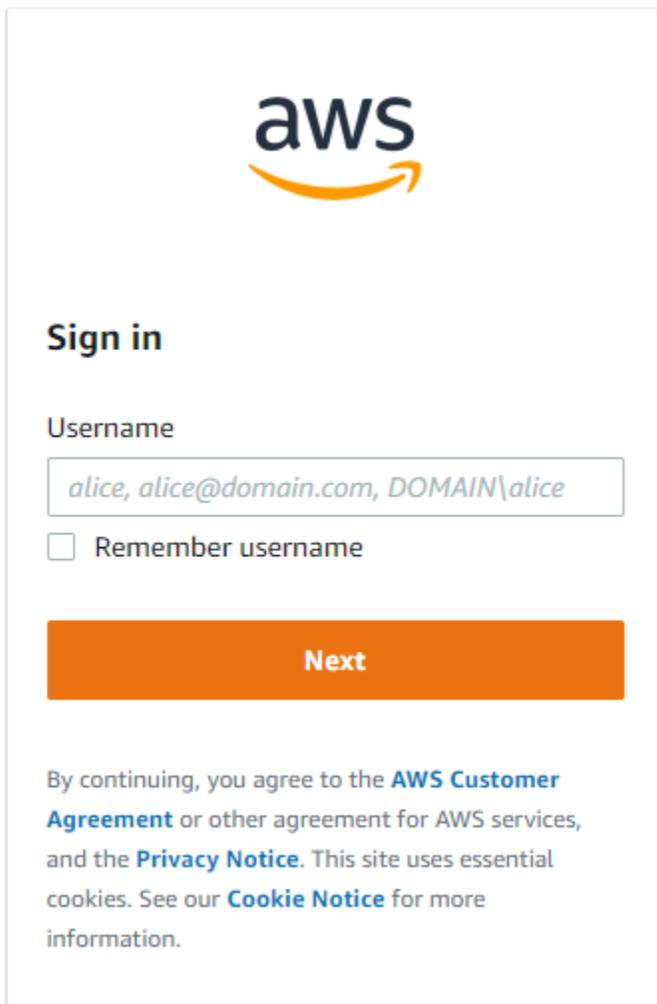 aws
Sign in
Username
alice, alice@domain.com, DOMAIN\alice
Remember username
Next
By continuing, you agree to the AWS Customer
Agreement or other agreement for AWS services,
and the Privacy Notice. This site uses essential
cookies. See our Cookie Notice for more
information.